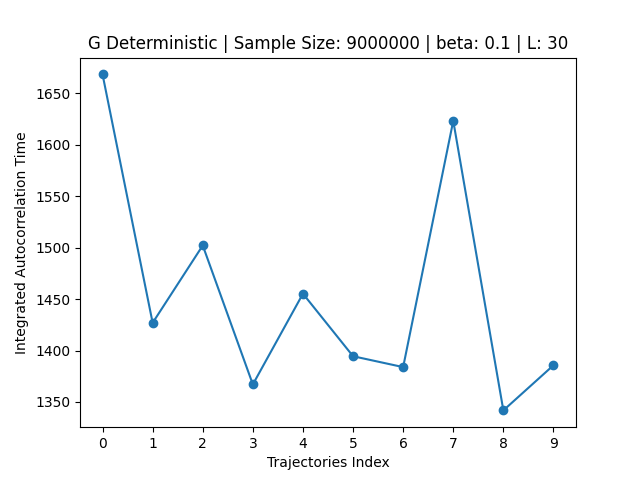 G Deterministic | Sample Size: 9000000 | beta: 0.1 | L: 30
Integrated Autocorrelation Time
1650
1600
1550
1500
1450
1400
1350
0 1 2 3 4 5 6 7 8 9
Trajectories Index